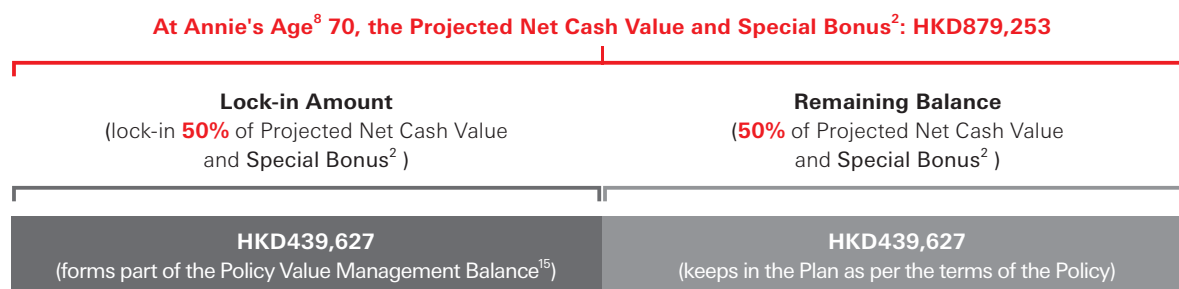 At Annie's Age⁸ 70, the Projected Net Cash Value and Special Bonus²: HKD879,253
Lock-in Amount
(lock-in 50% of Projected Net Cash Value
and Special Bonus² )
Remaining Balance
(50% of Projected Net Cash Value
and Special Bonus² )
HKD439,627
(forms part of the Policy Value Management Balance¹⁵)
HKD439,627
(keeps in the Plan as per the terms of the Policy)